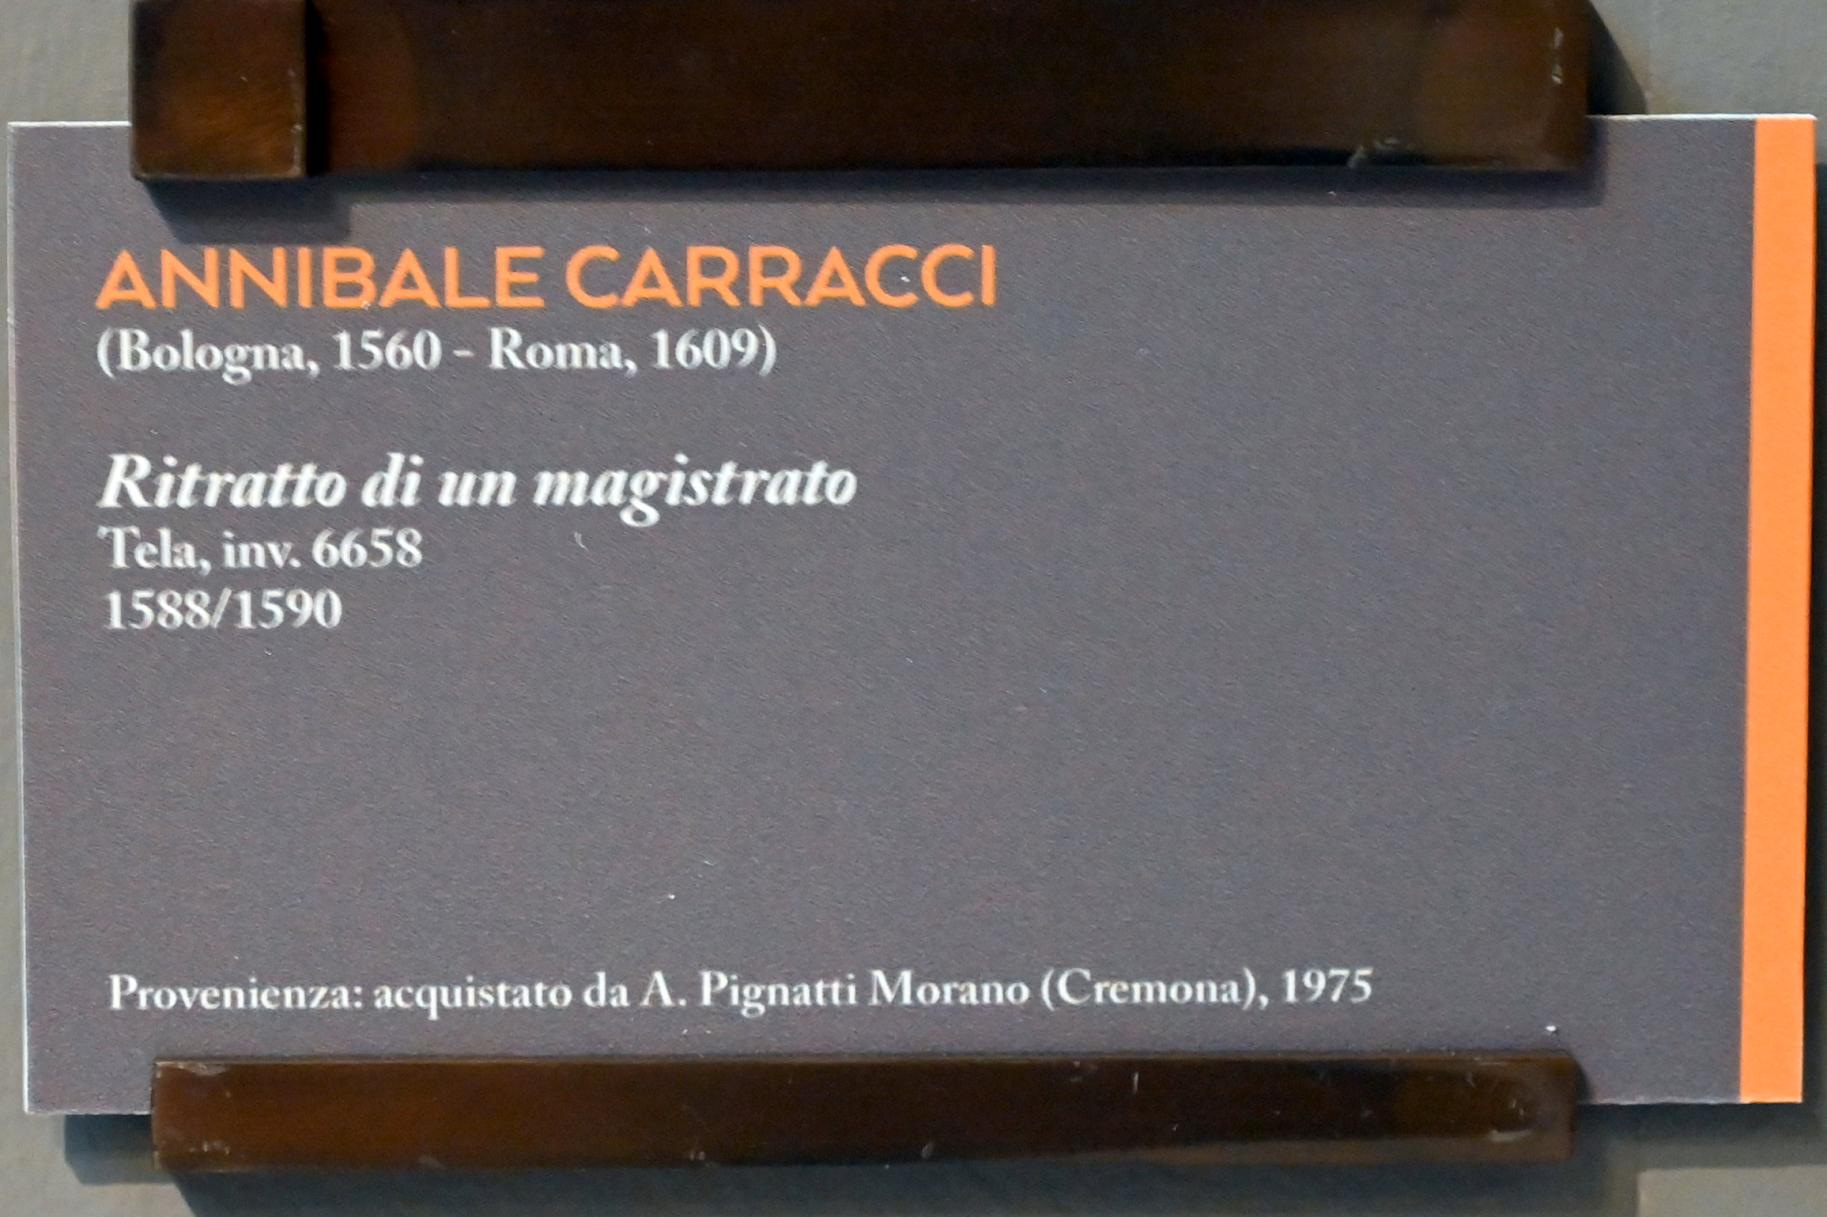 ANNIBALE CARRACCI
(Bologna, 1560 - Roma, 1609)
Ritratto di un magistrato
Tela, inv. 6658
1588/1590
Provenienza: acquistato da A. Pignatti Morano (Cremona), 1975